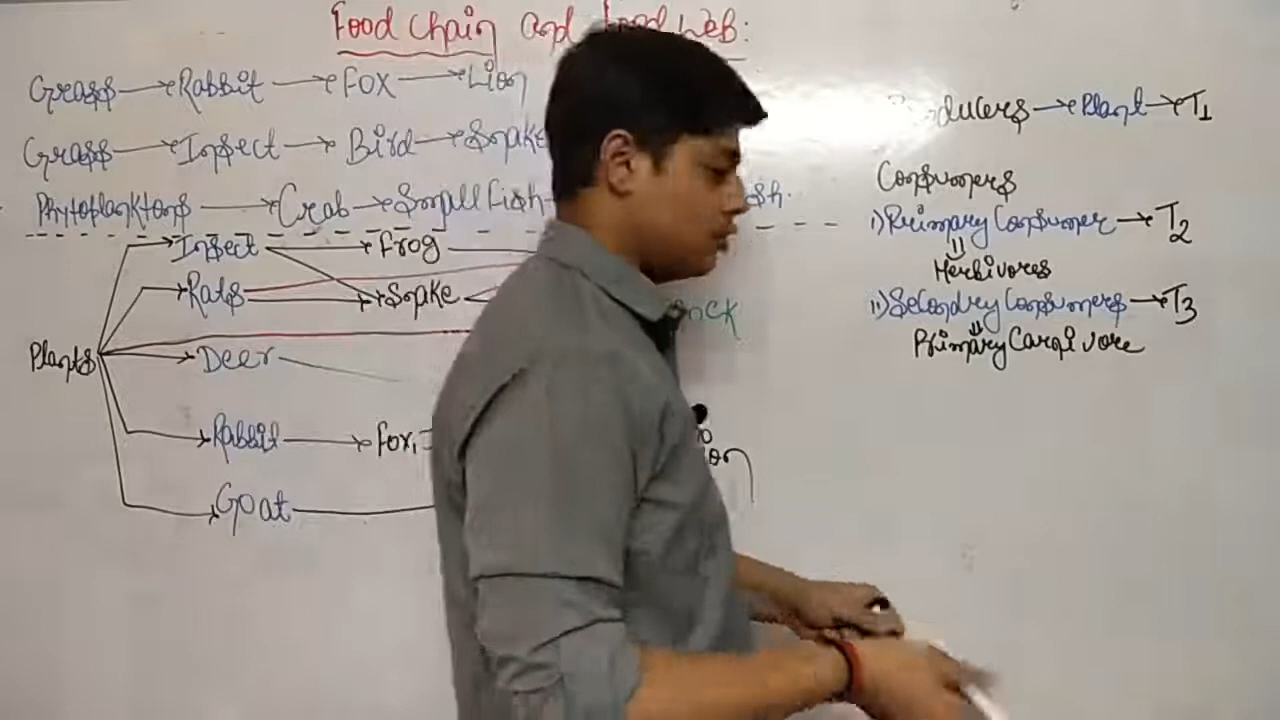 Food Chain and Food Web:
Grass → Rabbit → Fox → Lion
Grass → Insect → Bird → Snake
Phytoplanktons → Crab → Small Fish
Insect → Frog
Rats → Snake
Plants → Deer
Rabbit → Fox,
Goat
Plant → T1
Consumers
i) Primary Consumer → T2
Herbivores
ii) Secondry Consumers → T3
Primary Carnivore